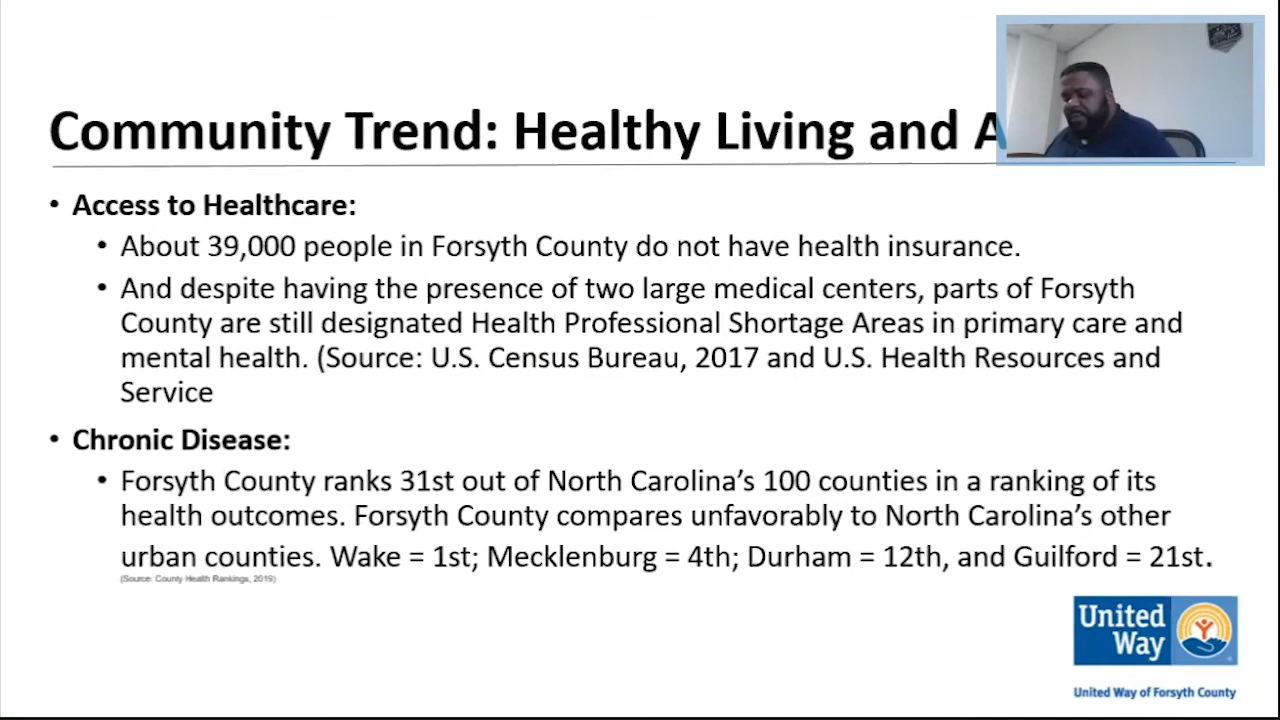 Community Trend: Healthy Living and
• Access to Healthcare:
• About 39,000 people in Forsyth County do not have health insurance.
• And despite having the presence of two large medical centers, parts of Forsyth
County are still designated Health Professional Shortage Areas in primary care and
mental health. (Source: U.S. Census Bureau, 2017 and U.S. Health Resources and
Service
• Chronic Disease:
• Forsyth County ranks 31st out of North Carolina’s 100 counties in a ranking of its
health outcomes. Forsyth County compares unfavorably to North Carolina’s other
urban counties. Wake = 1st; Mecklenburg = 4th; Durham = 12th, and Guilford = 21st.
(Source: County Health Rankings, 2019)
United
Way
United Way of Forsyth County